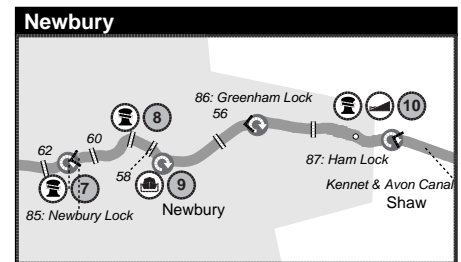 Newbury
86: Greenham Lock
10
8
56
62
60
87: Ham Lock
58
7
9
Kennet & Avon Canal
85: Newbury Lock
Newbury
Shaw